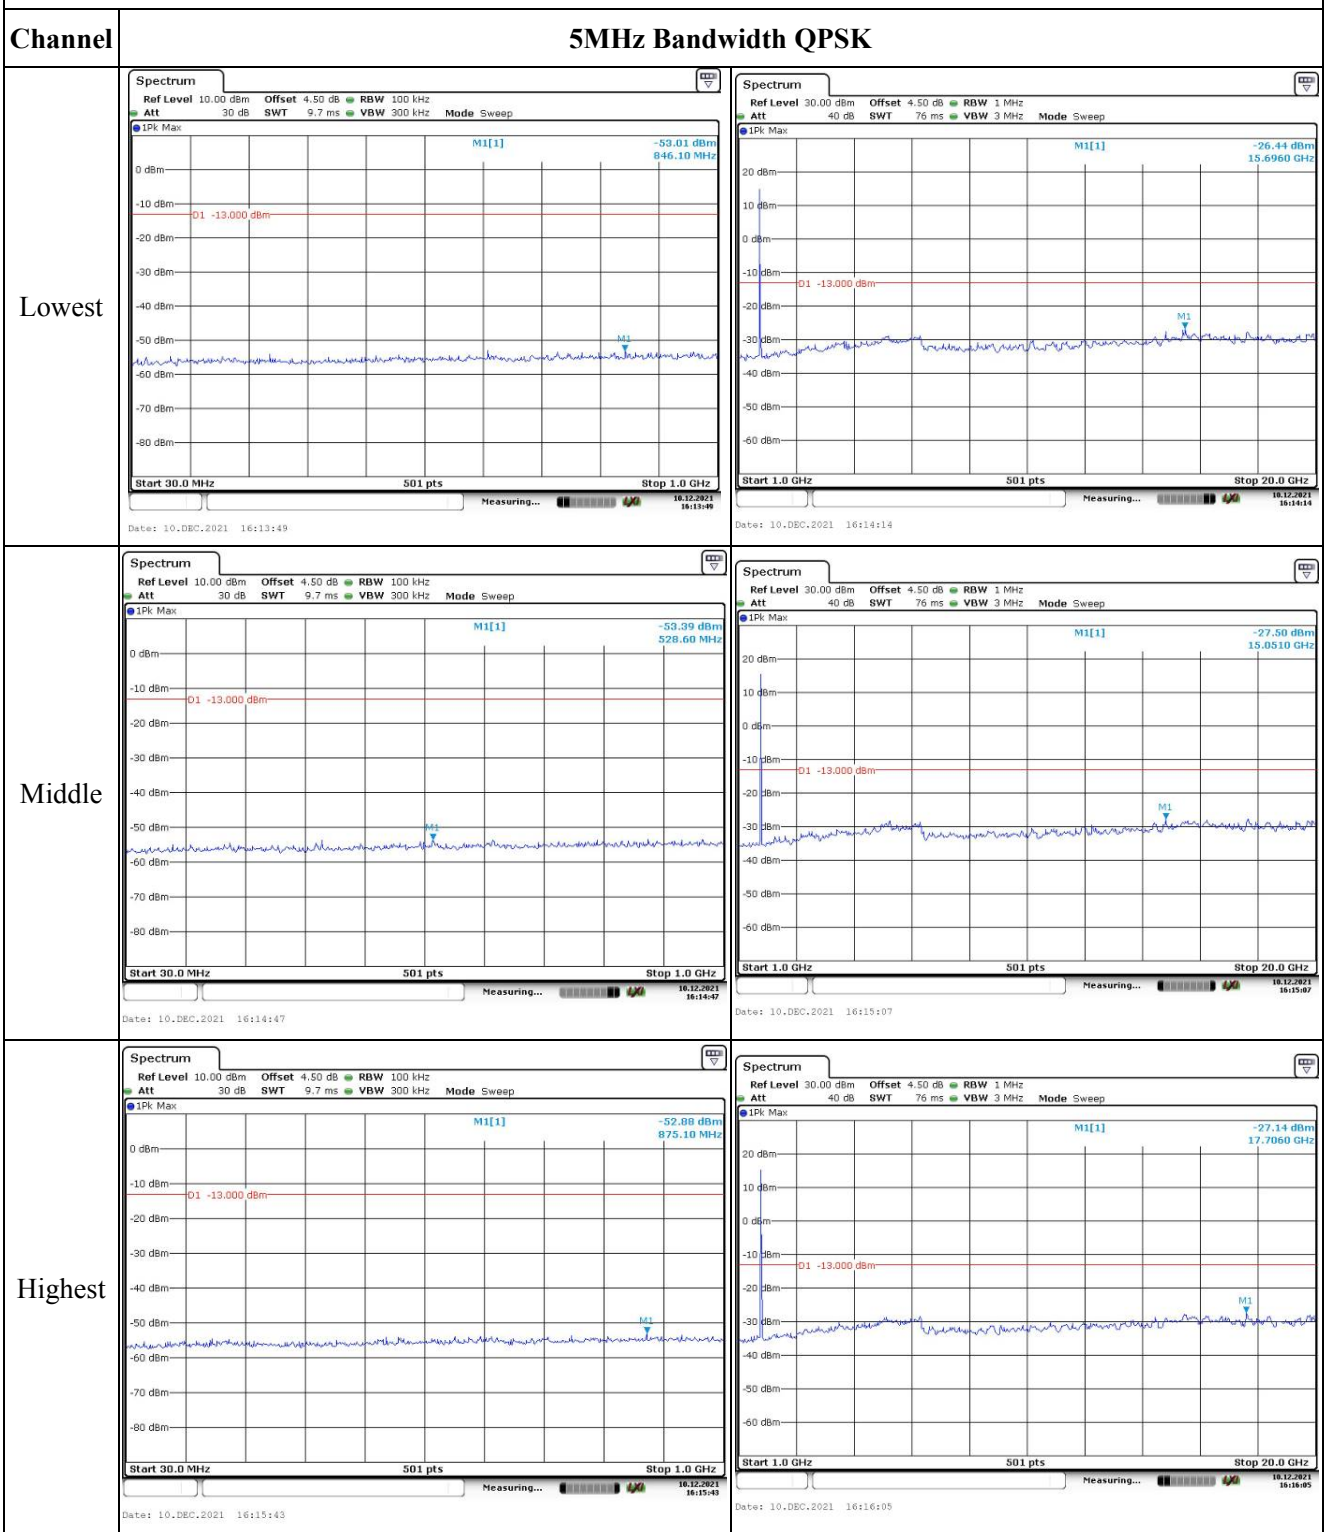 Channel 5MHz Bandwidth QPSK
Lowest
Spectrum
Ref Level 10.00 dBm Offset 4.50 dB RBW 100 kHz
Att 30 dB SWT 9.7 ms VBW 300 kHz Mode Sweep
1Pk Max
M1[1] -53.01 dBm
846.10 MHz
0 dBm
-10 dBm
D1 -13.000 dBm
-20 dBm
-30 dBm
-40 dBm
-50 dBm
M1
-60 dBm
-70 dBm
-80 dBm
Start 30.0 MHz 501 pts Stop 1.0 GHz
Measuring... 10.12.2021
16:13:49
Date: 10.DEC.2021 16:13:49
Spectrum
Ref Level 30.00 dBm Offset 4.50 dB RBW 1 MHz
Att 40 dB SWT 76 ms VBW 3 MHz Mode Sweep
1Pk Max
M1[1] -26.44 dBm
15.6960 GHz
20 dBm
10 dBm
0 dBm
-10 dBm
D1 -13.000 dBm
-20 dBm
M1
-30 dBm
-40 dBm
-50 dBm
-60 dBm
Start 1.0 GHz 501 pts Stop 20.0 GHz
Measuring... 10.12.2021
16:14:14
Date: 10.DEC.2021 16:14:14
Middle
Spectrum
Ref Level 10.00 dBm Offset 4.50 dB RBW 100 kHz
Att 30 dB SWT 9.7 ms VBW 300 kHz Mode Sweep
1Pk Max
M1[1] -53.39 dBm
528.60 MHz
0 dBm
-10 dBm
D1 -13.000 dBm
-20 dBm
-30 dBm
-40 dBm
-50 dBm
M1
-60 dBm
-70 dBm
-80 dBm
Start 30.0 MHz 501 pts Stop 1.0 GHz
Measuring... 10.12.2021
16:14:47
Date: 10.DEC.2021 16:14:47
Spectrum
Ref Level 30.00 dBm Offset 4.50 dB RBW 1 MHz
Att 40 dB SWT 76 ms VBW 3 MHz Mode Sweep
1Pk Max
M1[1] -27.50 dBm
15.0510 GHz
20 dBm
10 dBm
0 dBm
-10 dBm
D1 -13.000 dBm
-20 dBm
M1
-30 dBm
-40 dBm
-50 dBm
-60 dBm
Start 1.0 GHz 501 pts Stop 20.0 GHz
Measuring... 10.12.2021
16:15:07
Date: 10.DEC.2021 16:15:07
Highest
Spectrum
Ref Level 10.00 dBm Offset 4.50 dB RBW 100 kHz
Att 30 dB SWT 9.7 ms VBW 300 kHz Mode Sweep
1Pk Max
M1[1] -52.88 dBm
875.10 MHz
0 dBm
-10 dBm
D1 -13.000 dBm
-20 dBm
-30 dBm
-40 dBm
-50 dBm
M1
-60 dBm
-70 dBm
-80 dBm
Start 30.0 MHz 501 pts Stop 1.0 GHz
Measuring... 10.12.2021
16:15:43
Date: 10.DEC.2021 16:15:43
Spectrum
Ref Level 30.00 dBm Offset 4.50 dB RBW 1 MHz
Att 40 dB SWT 76 ms VBW 3 MHz Mode Sweep
1Pk Max
M1[1] -27.14 dBm
17.7060 GHz
20 dBm
10 dBm
0 dBm
-10 dBm
D1 -13.000 dBm
-20 dBm
M1
-30 dBm
-40 dBm
-50 dBm
-60 dBm
Start 1.0 GHz 501 pts Stop 20.0 GHz
Measuring... 10.12.2021
16:16:05
Date: 10.DEC.2021 16:16:05